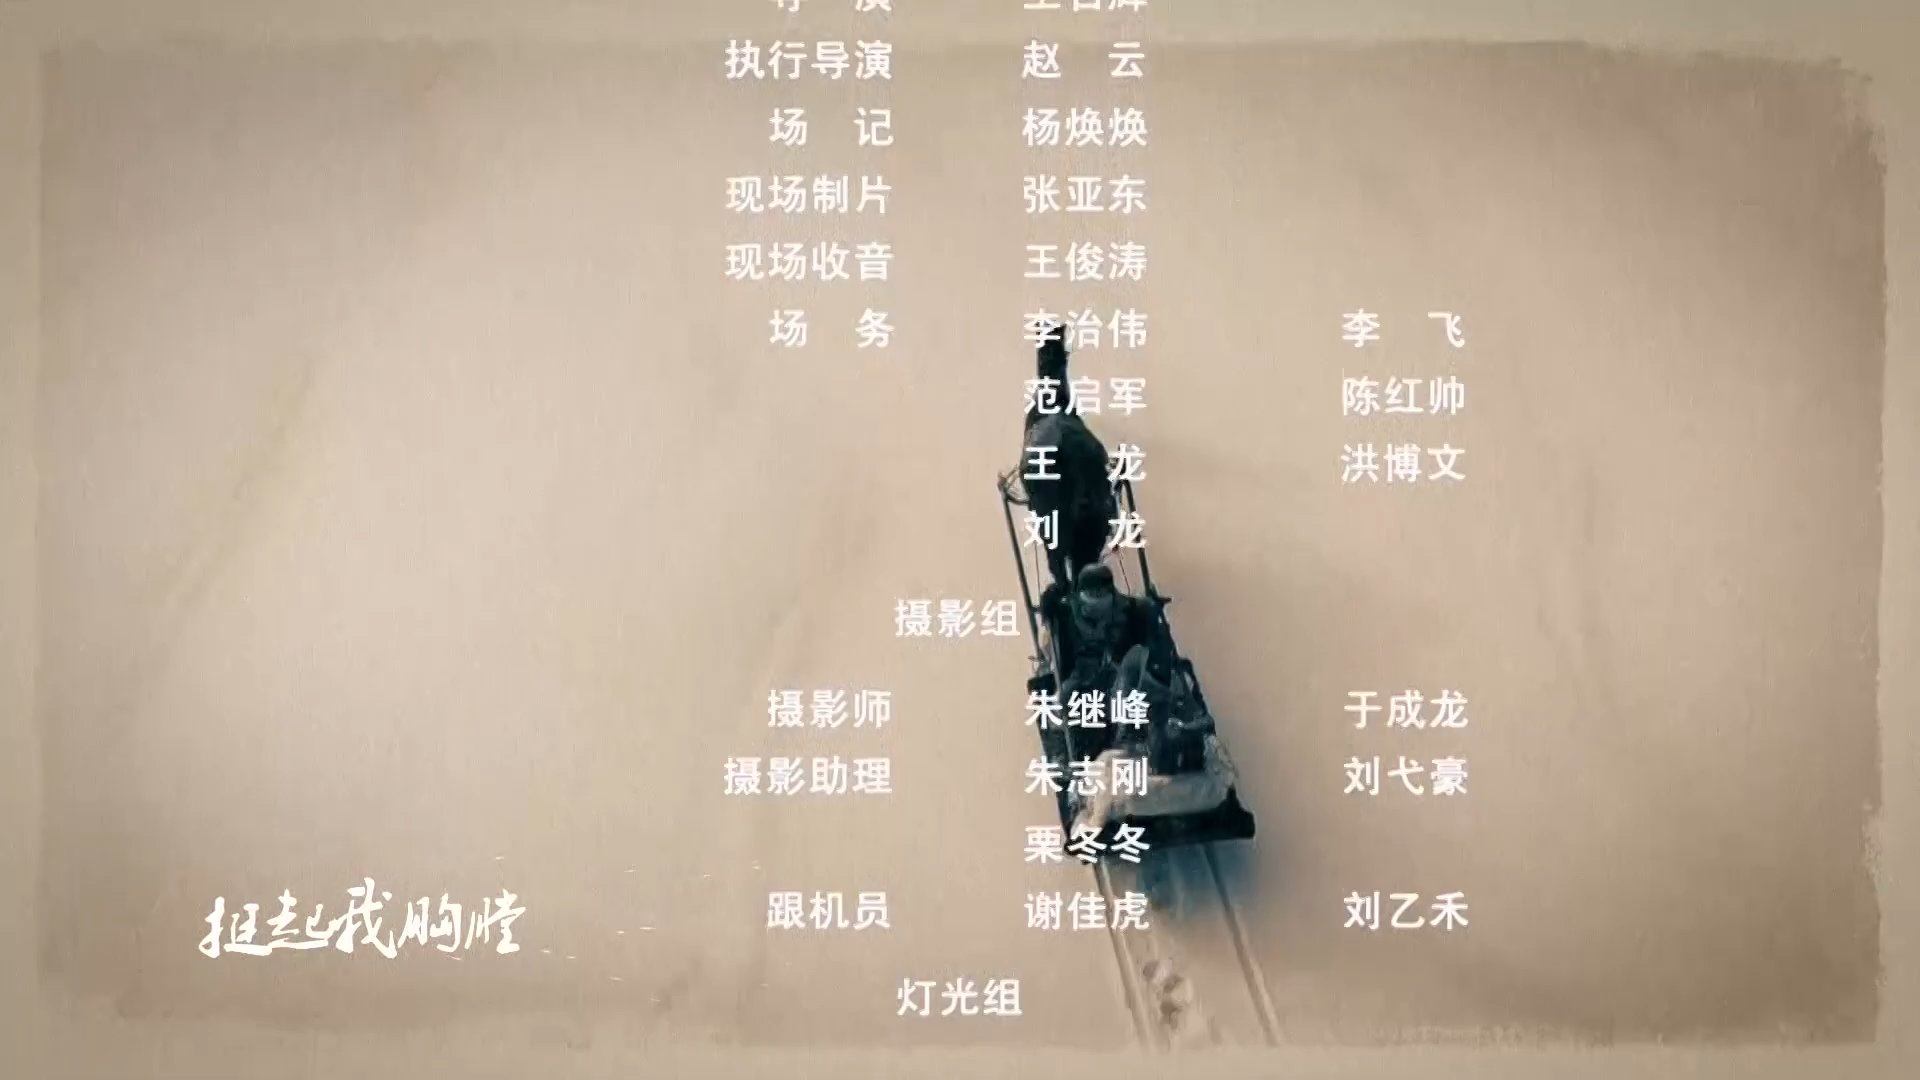 执行导演 赵云
场记 杨焕焕
现场制片 张亚东
现场收音 王俊涛
场务 李治伟 李飞
范启军 陈红帅
王龙 洪博文
刘龙
摄影组
摄影师 朱继峰 于成龙
摄影助理 朱志刚 刘弋豪
栗冬冬
跟机员 谢佳虎 刘乙禾
挺起我胸膛
灯光组